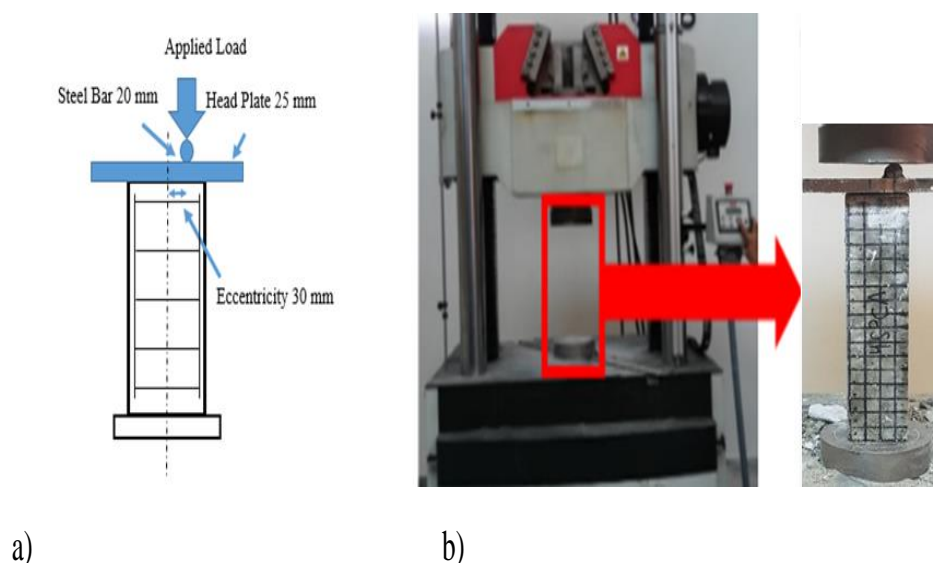 Applied Load
Steel Bar 20 mm
Head Plate 25 mm
Eccentricity 30 mm
a)
b)